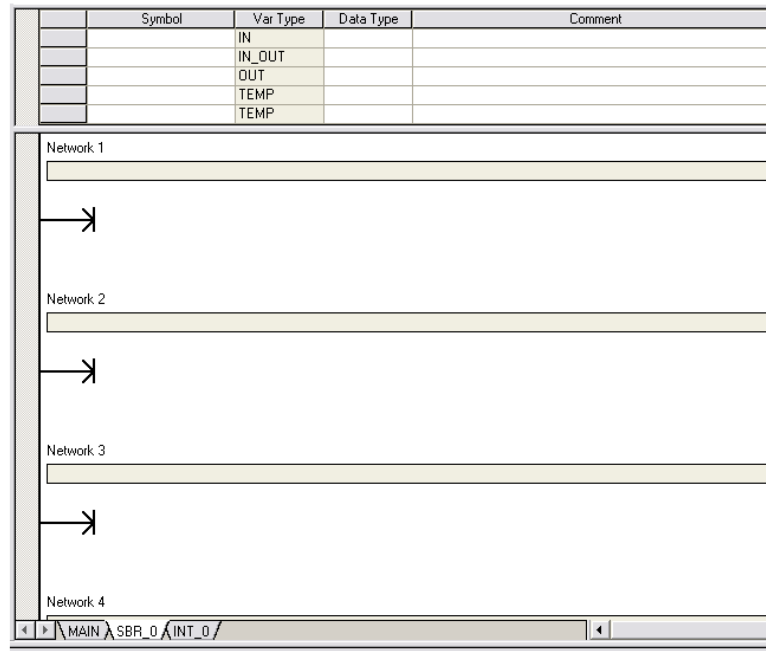 Symbol Var Type Data Type Comment
IN
IN_OUT
OUT
TEMP
TEMP
Network 1
Network 2
Network 3
Network 4
MAIN SBR_0 INT_0